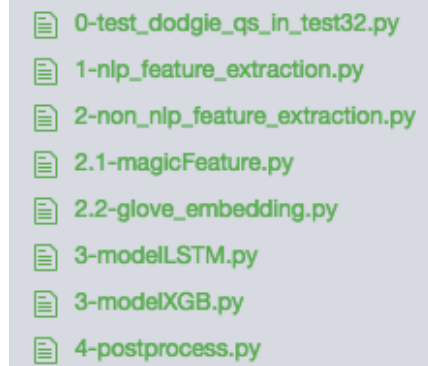 0-test_dodgie_qs_in_test32.py
1-nlp_feature_extraction.py
2-non_nlp_feature_extraction.py
2.1-magicFeature.py
2.2-glove_embedding.py
3-modelLSTM.py
3-modelXGB.py
4-postprocess.py